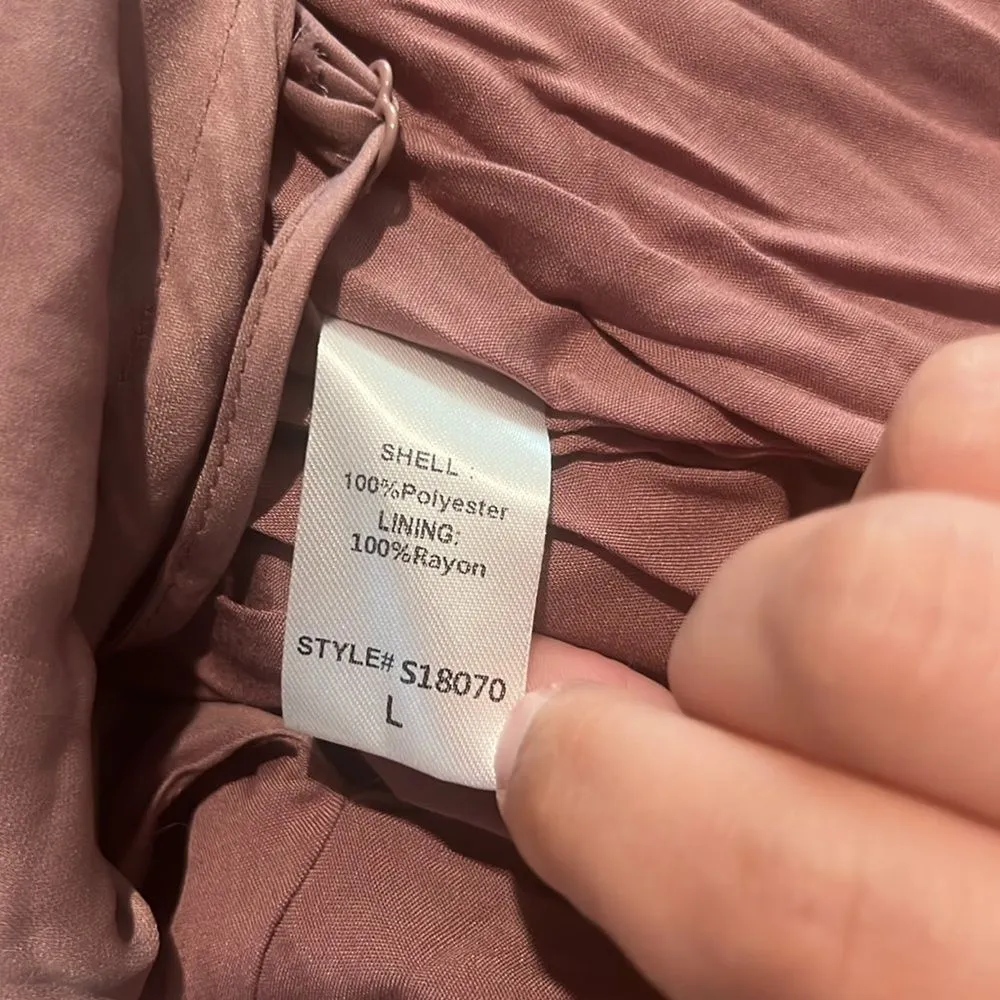 SHELL :
100%Polyester
LINING:
100%Rayon
STYLE# S18070
L